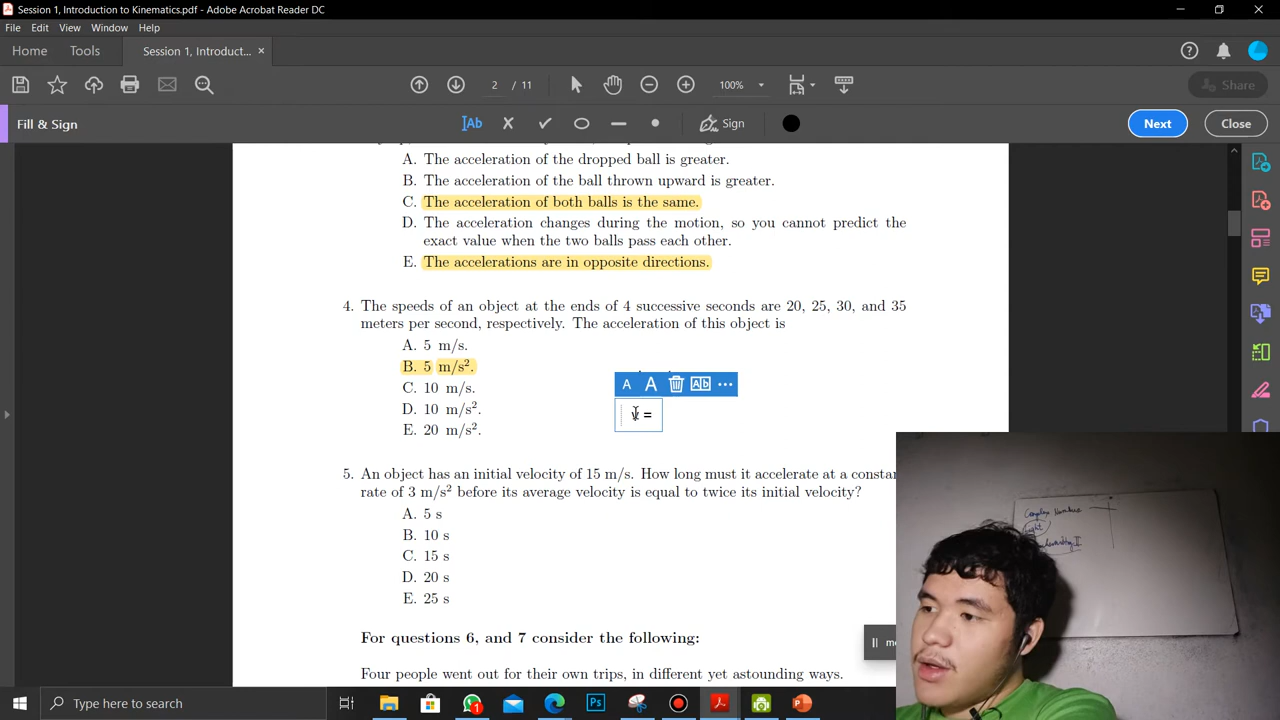 Session 1, Introduction to Kinematics.pdf - Adobe Acrobat Reader DC
File Edit View Window Help
Home Tools Session 1, Introduct... ×
2 / 11 100% Share
Fill & Sign Ab Sign Next Close
A. The acceleration of the dropped ball is greater.
B. The acceleration of the ball thrown upward is greater.
C. The acceleration of both balls is the same.
D. The acceleration changes during the motion, so you cannot predict the
exact value when the two balls pass each other.
E. The accelerations are in opposite directions.
4. The speeds of an object at the ends of 4 successive seconds are 20, 25, 30, and 35
meters per second, respectively. The acceleration of this object is
A. 5 m/s.
B. 5 m/s².
C. 10 m/s.
D. 10 m/s².
E. 20 m/s².
A A Ab ...
v =
5. An object has an initial velocity of 15 m/s. How long must it accelerate at a constan
rate of 3 m/s² before its average velocity is equal to twice its initial velocity?
A. 5 s
B. 10 s
C. 15 s
D. 20 s
E. 25 s
For questions 6, and 7 consider the following:
Four people went out for their own trips, in different yet astounding ways.
Complex Number
Type here to search